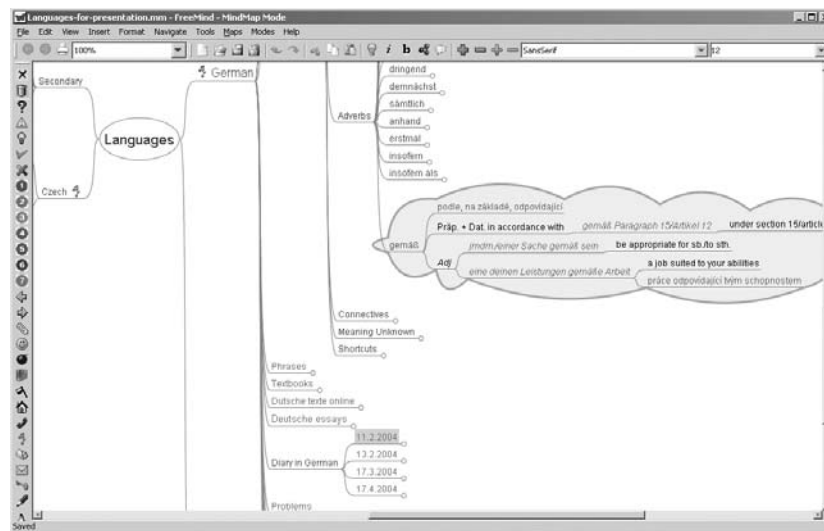 Languages-for-presentation.mm - FreeMind - MindMap Mode
File Edit View Insert Format Navigate Tools Maps Modes Help
100%
SansSerif
12
Secondary
Languages
Czech
German
Adverbs
dringend
demnächst
sämtlich
anhand
erstmal
insofern
insofern als
gemäß
podle, na základě, odpovídající
Präp. + Dat. in accordance with
gemäß Paragraph 15/Artikel 12
under section 15/article
Adj
jmdm./einer Sache gemäß sein
be appropriate for sb./to sth.
eine deinen Leistungen gemäße Arbeit
a job suited to your abilities
práce odpovídající tvým schopnostem
Connectives
Meaning Unknown
Shortcuts
Phrases
Textbooks
Dutsche texte online
Deutsche essays
Diary in German
11.2.2004
13.2.2004
17.3.2004
17.4.2004
Problems
Saved